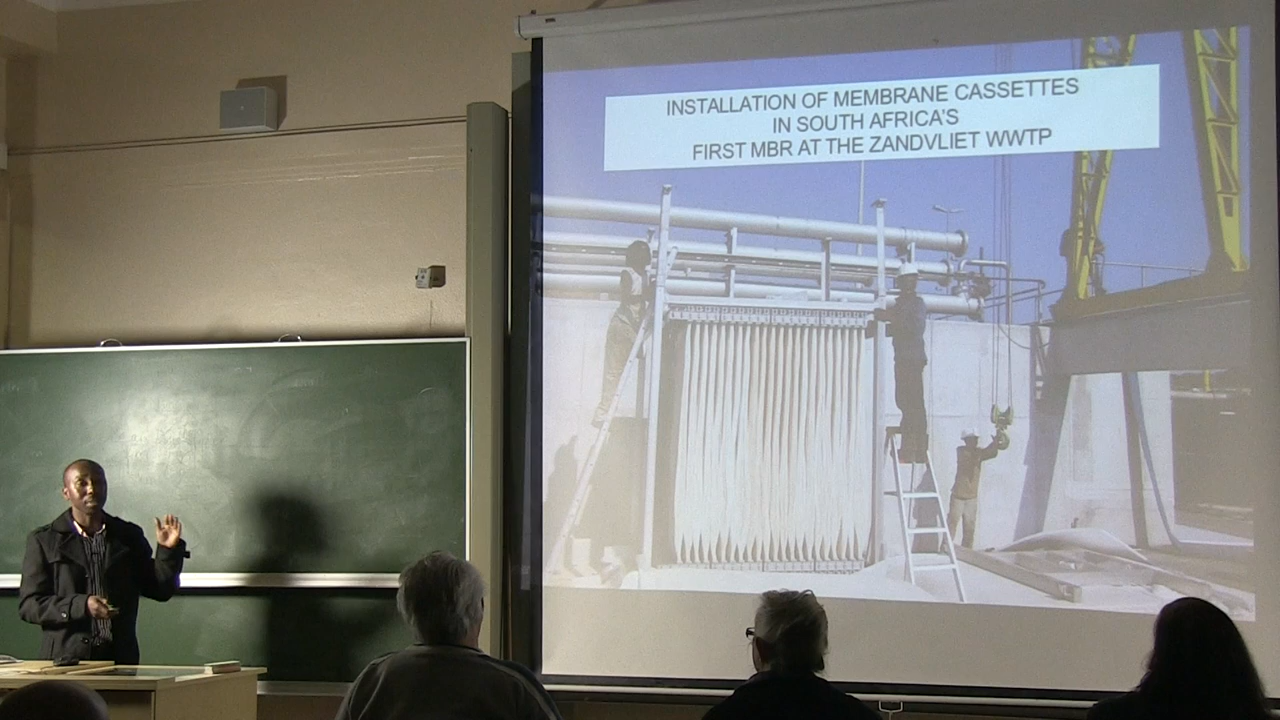 INSTALLATION OF MEMBRANE CASSETTES
IN SOUTH AFRICA'S
FIRST MBR AT THE ZANDVLIET WWTP